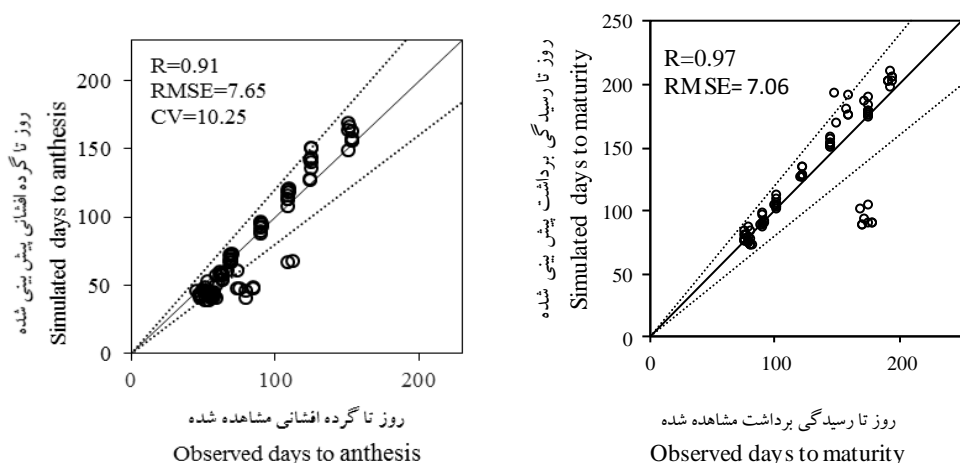 R=0.91
RMSE=7.65
CV=10.25
200
150
100
50
0
0
100
200
روز تا گرده افشانی پیش بینی شده
Simulated days to anthesis
روز تا گرده افشانی مشاهده شده
Observed days to anthesis
R=0.97
RMSE=7.06
250
200
150
100
50
0
0
50
100
150
200
روز تا رسیدگی برداشت پیش بینی شده
Simulated days to maturity
روز تا رسیدگی برداشت مشاهده شده
Observed days to maturity